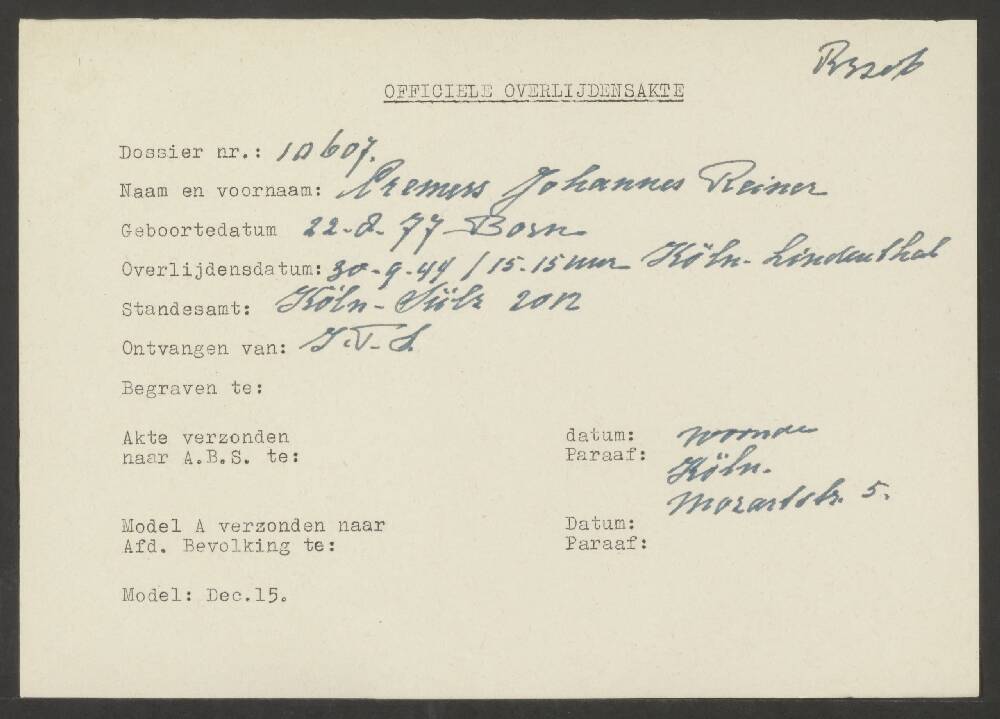 OFFICIELE OVERLIJDENSAKTE
Dossier nr.: 10607.
Naam en voornaam: Cremers Johannes Reiner
Geboortedatum 22-8-77 Born
Overlijdensdatum: 30-9-44 / 15.15 uur Köln-Lindenthal
Standesamt: Köln-Sülz 2012
Ontvangen van: I.T.S.
Begraven te:
Akte verzonden datum: woonde
naar A.B.S. te: Paraaf: Köln.
Mozartstr. 5.
Model A verzonden naar Datum:
Afd. Bevolking te: Paraaf:
Model: Dec.15.